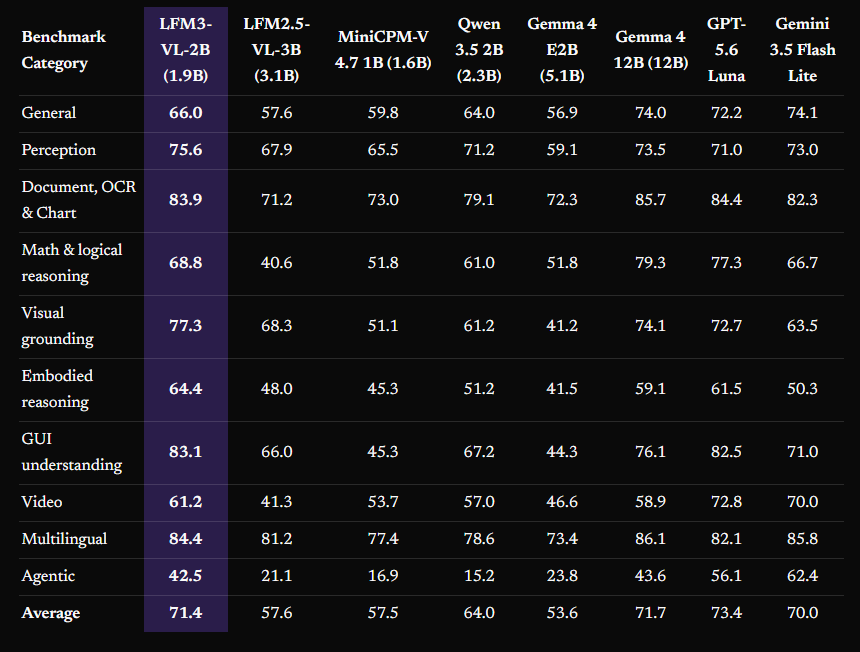 Benchmark Category LFM3-VL-2B (1.9B) LFM2.5-VL-3B (3.1B) MiniCPM-V 4.7 1B (1.6B) Qwen 3.5 2B (2.3B) Gemma 4 E2B (5.1B) Gemma 4 12B (12B) GPT-5.6 Luna Gemini 3.5 Flash Lite
General 66.0 57.6 59.8 64.0 56.9 74.0 72.2 74.1
Perception 75.6 67.9 65.5 71.2 59.1 73.5 71.0 73.0
Document, OCR & Chart 83.9 71.2 73.0 79.1 72.3 85.7 84.4 82.3
Math & logical reasoning 68.8 40.6 51.8 61.0 51.8 79.3 77.3 66.7
Visual grounding 77.3 68.3 51.1 61.2 41.2 74.1 72.7 63.5
Embodied reasoning 64.4 48.0 45.3 51.2 41.5 59.1 61.5 50.3
GUI understanding 83.1 66.0 45.3 67.2 44.3 76.1 82.5 71.0
Video 61.2 41.3 53.7 57.0 46.6 58.9 72.8 70.0
Multilingual 84.4 81.2 77.4 78.6 73.4 86.1 82.1 85.8
Agentic 42.5 21.1 16.9 15.2 23.8 43.6 56.1 62.4
Average 71.4 57.6 57.5 64.0 53.6 71.7 73.4 70.0